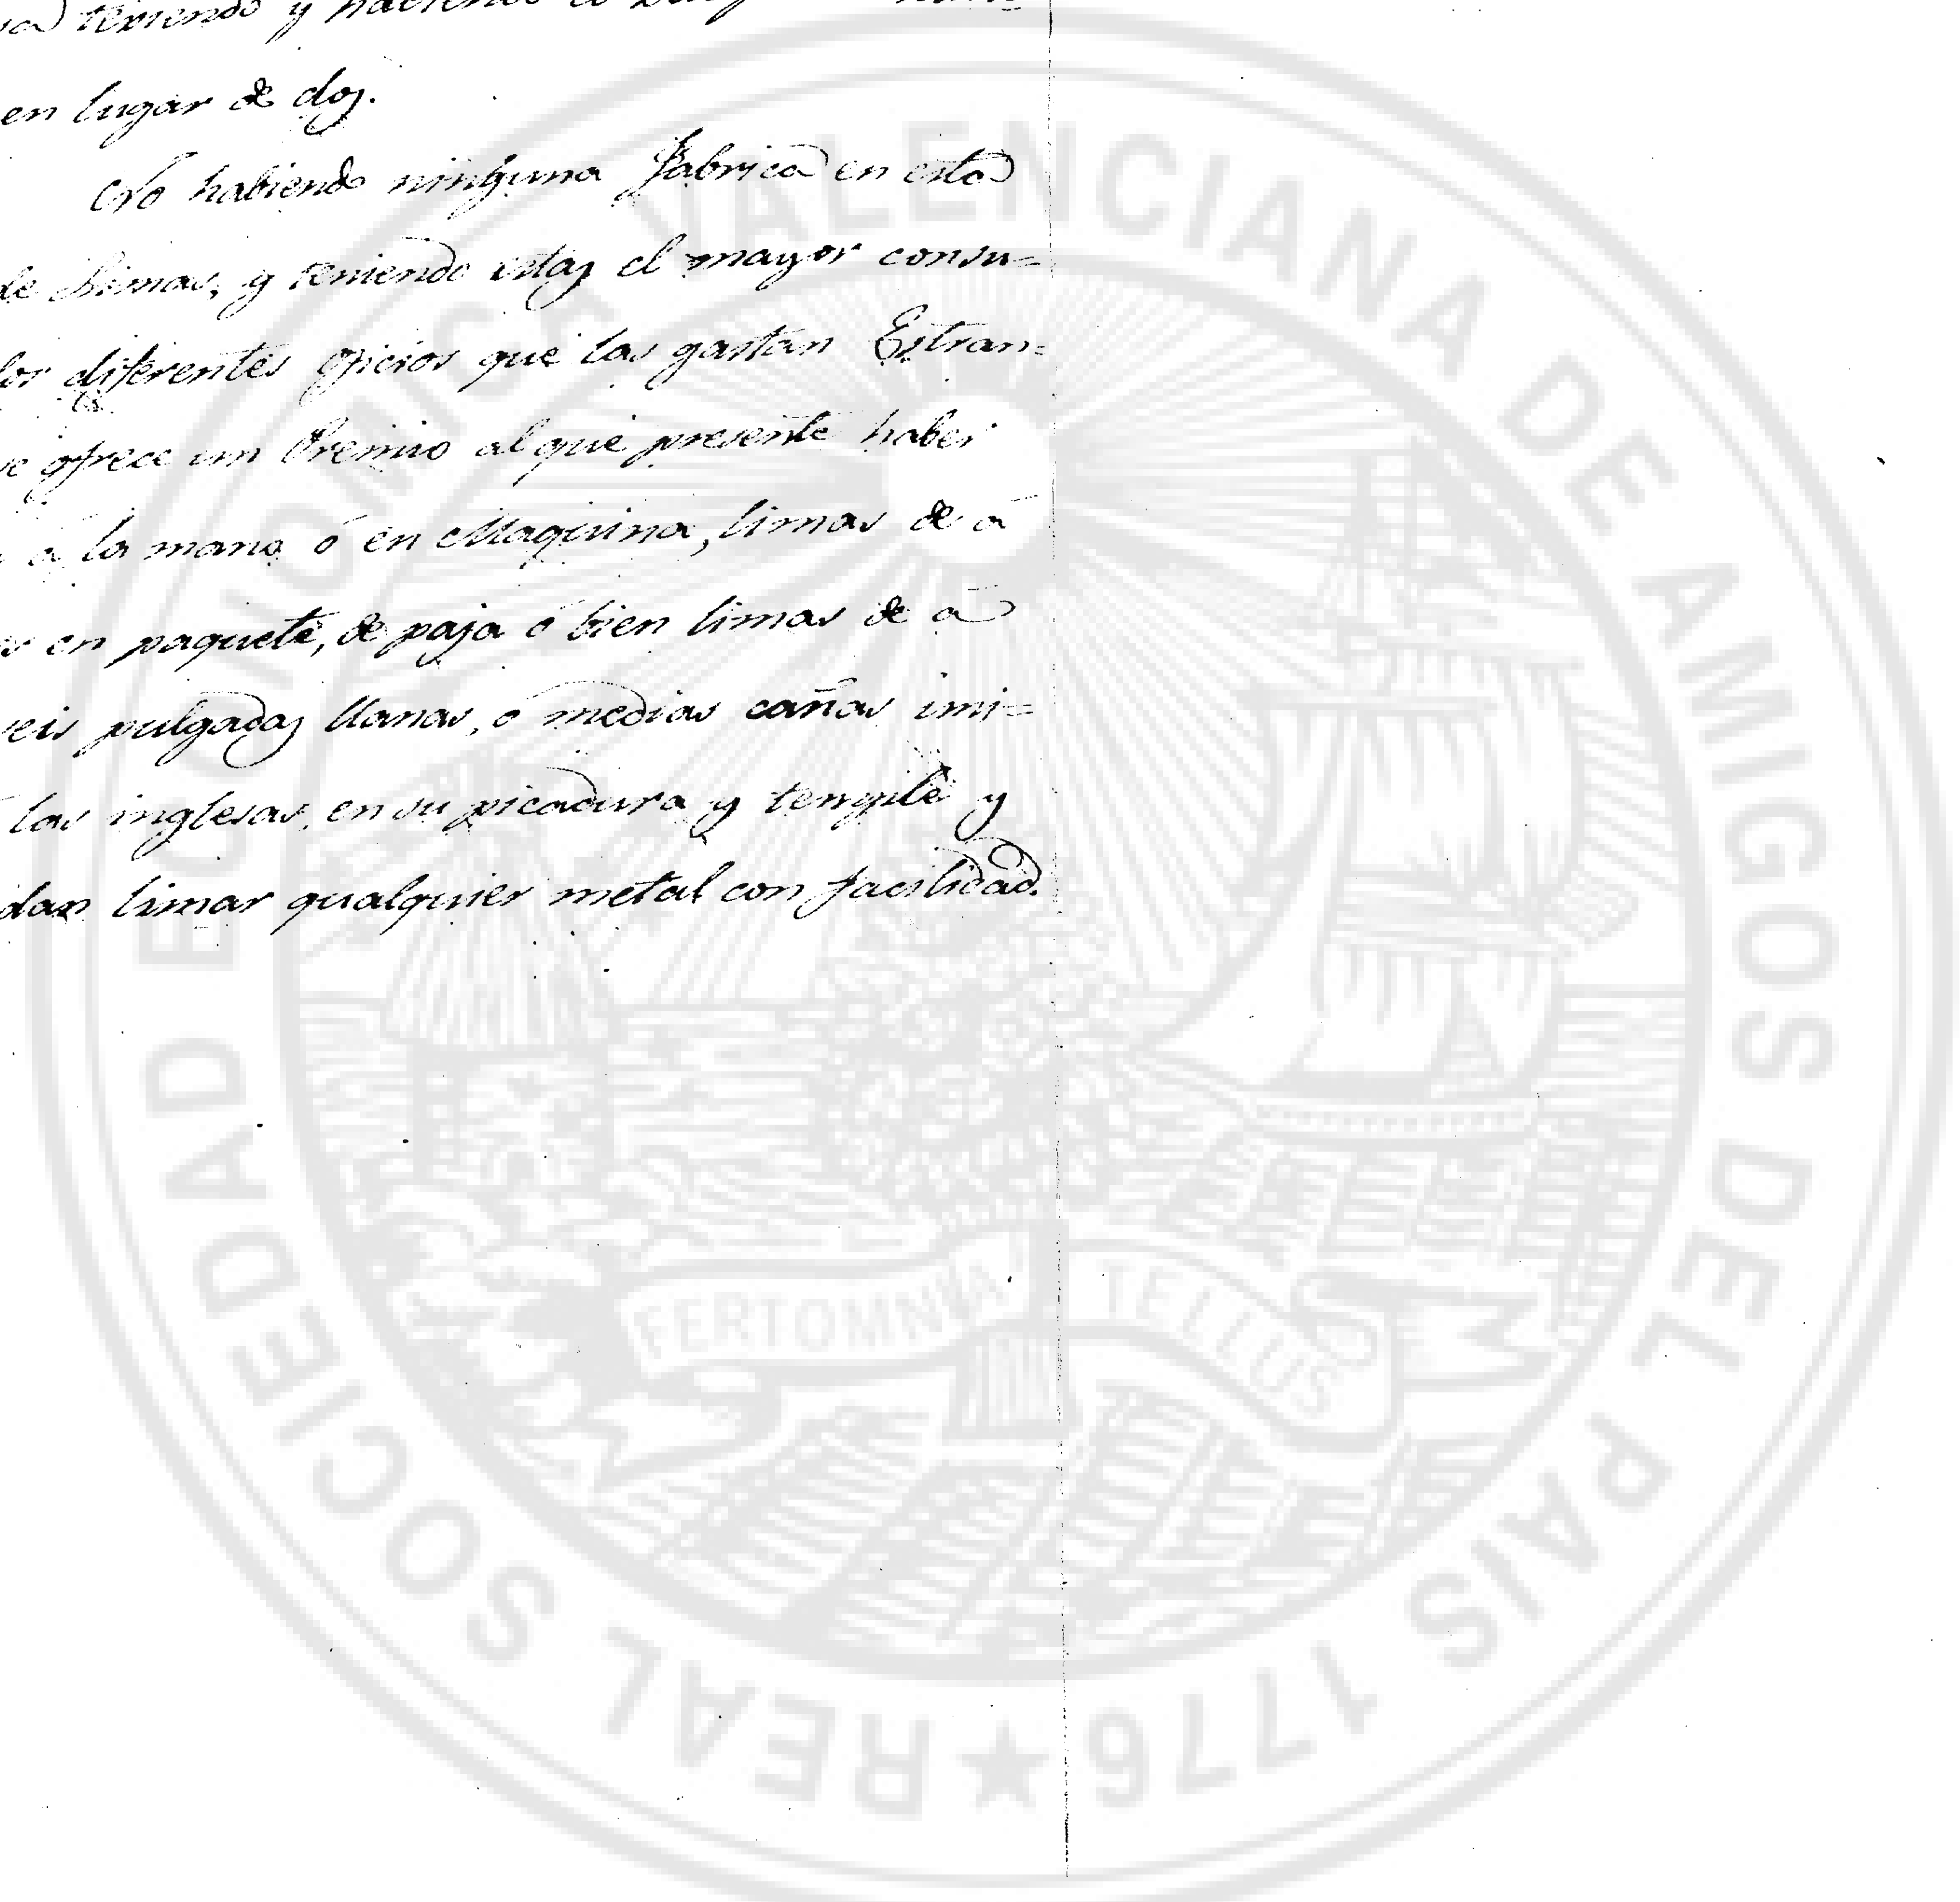 teniendo y haciendo
en lugar de dos.
No habiendo ninguna Fabrica en esta
de Limas, y teniendo estas el mayor consu=
los diferentes oficios que las gastan Estran=
se ofrece um Premio al que presente haber
a la mano ó en Maquina, limas de á
en paquete, de paja ó bien limas de á
seis pulgadas llanas, ó medias cañas imi=
las inglesas, en su picadura y temple y
dan limar qualquier metal con facilidad.
REAL SOCIEDAD ECONOMICA VALENCIANA DE AMIGOS DEL PAIS 1776
FERT OMNIA TELLUS